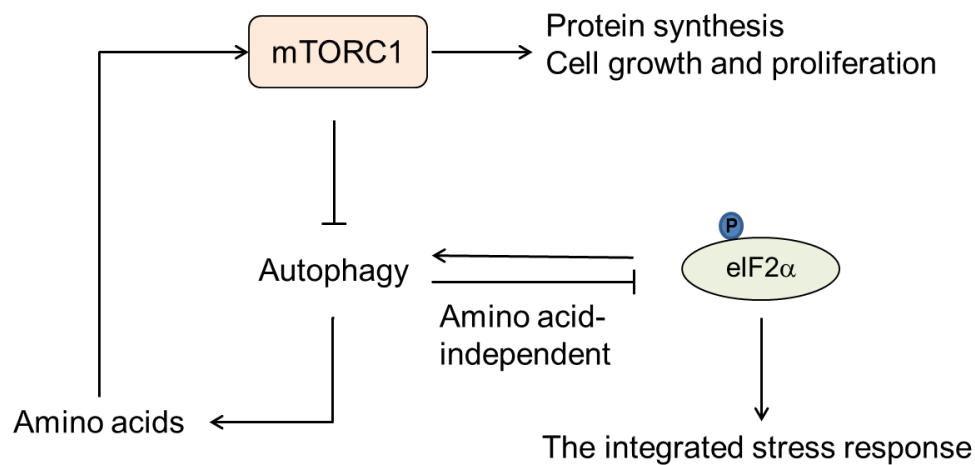 mTORC1
Protein synthesis
Cell growth and proliferation
P
Autophagy
eIF2α
Amino acid-
independent
Amino acids
The integrated stress response